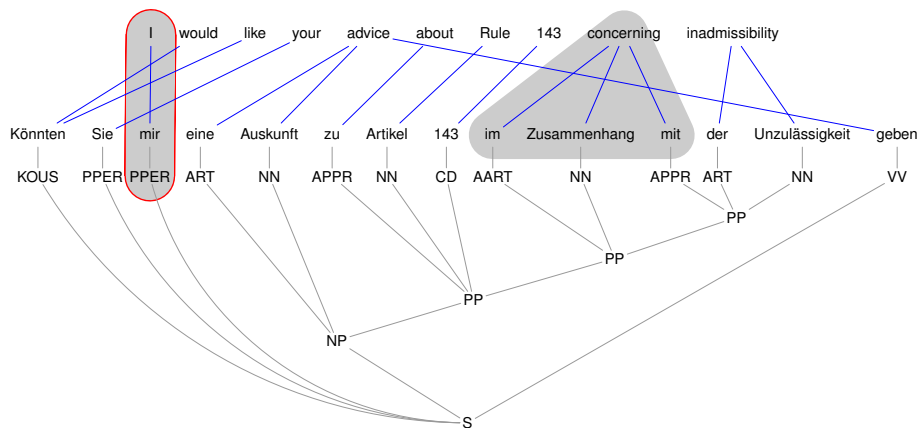 I would like your advice about Rule 143 concerning inadmissibility
Könnten Sie mir eine Auskunft zu Artikel 143 im Zusammenhang mit der Unzulässigkeit geben
KOUS PPER PPER ART NN APPR NN CD AART NN APPR ART NN VV
PP
PP
PP
NP
S